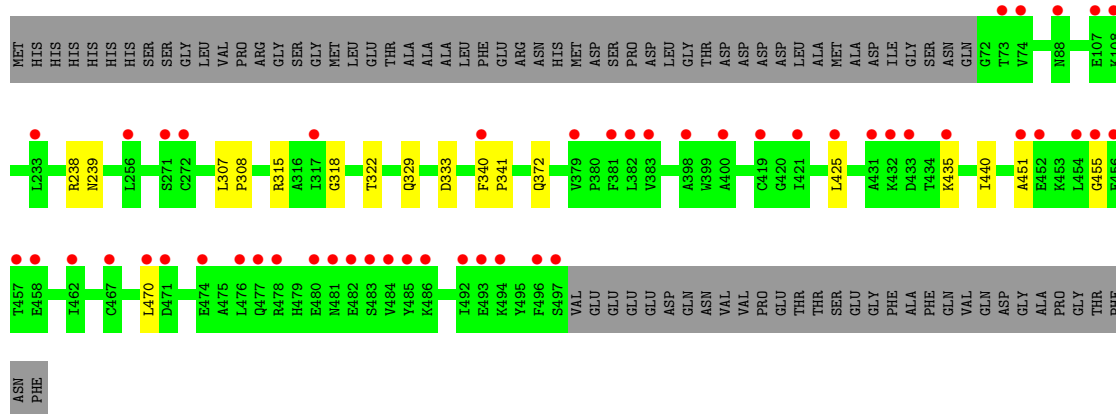 MET HIS HIS HIS HIS HIS HIS SER SER GLY LEU VAL PRO ARG GLY SER GLY MET LEU GLU THR ALA ALA ALA LEU PHE GLU ARG ASN HIS MET ASP SER PRO ASP LEU GLY THR ASP ASP ASP ASP LEU ALA MET ALA ASP ILE GLY SER ASN GLN G72 T73 V74 N88 E107 K108
L233 R238 N239 L256 S271 C272 L307 P308 R315 A316 I317 G318 T322 Q329 D333 F340 P341 Q372 V379 P380 F381 L382 V383 A398 W399 A400 C419 G420 I421 L425 A431 K432 D433 T434 K435 I440 A451 E452 K453 L454 G455
T457 E458 I462 C467 L470 D471 E474 A475 L476 Q477 R478 H479 E480 N481 E482 S483 V484 Y485 K486 I492 E493 K494 Y495 F496 S497 VAL GLU GLU GLU GLU ASP GLN ASN VAL VAL PRO GLU THR THR SER GLU GLY PHE ALA PHE GLN VAL GLN ASP GLY ALA PRO GLY THR PHE
ASN PHE